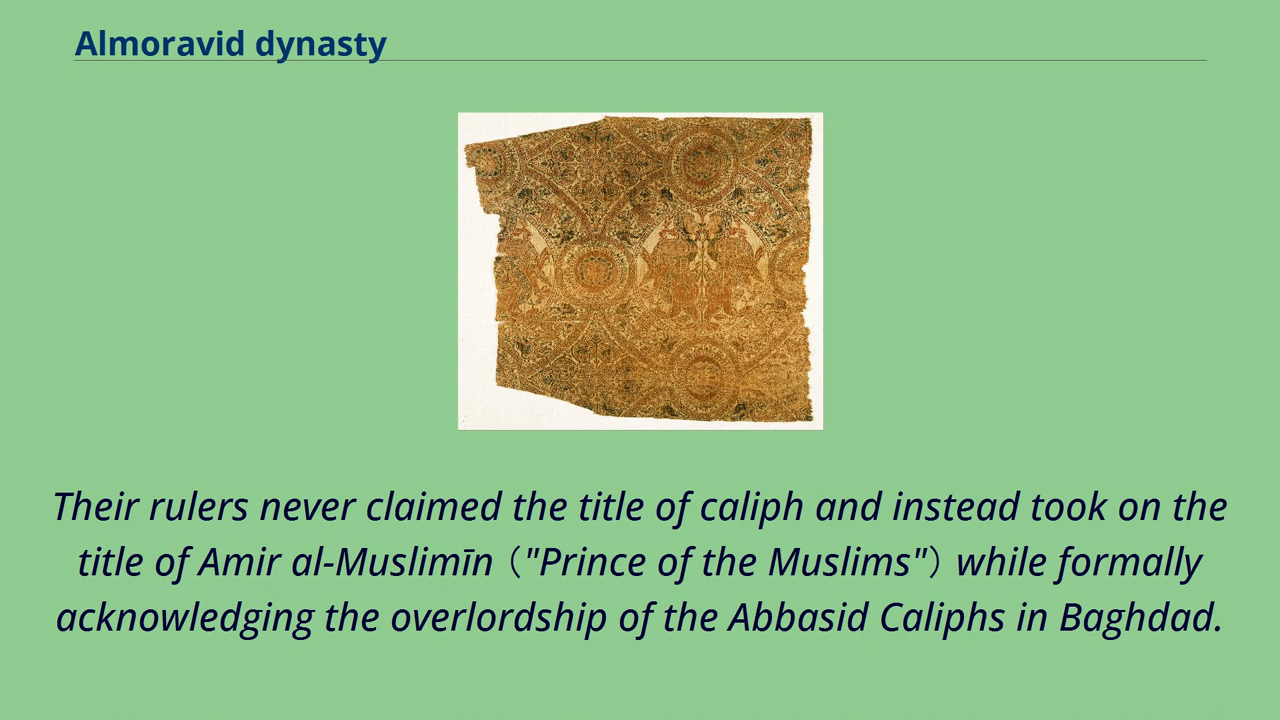 Almoravid dynasty
Their rulers never claimed the title of caliph and instead took on the
title of Amir al-Muslimīn（"Prince of the Muslims"）while formally
acknowledging the overlordship of the Abbasid Caliphs in Baghdad.